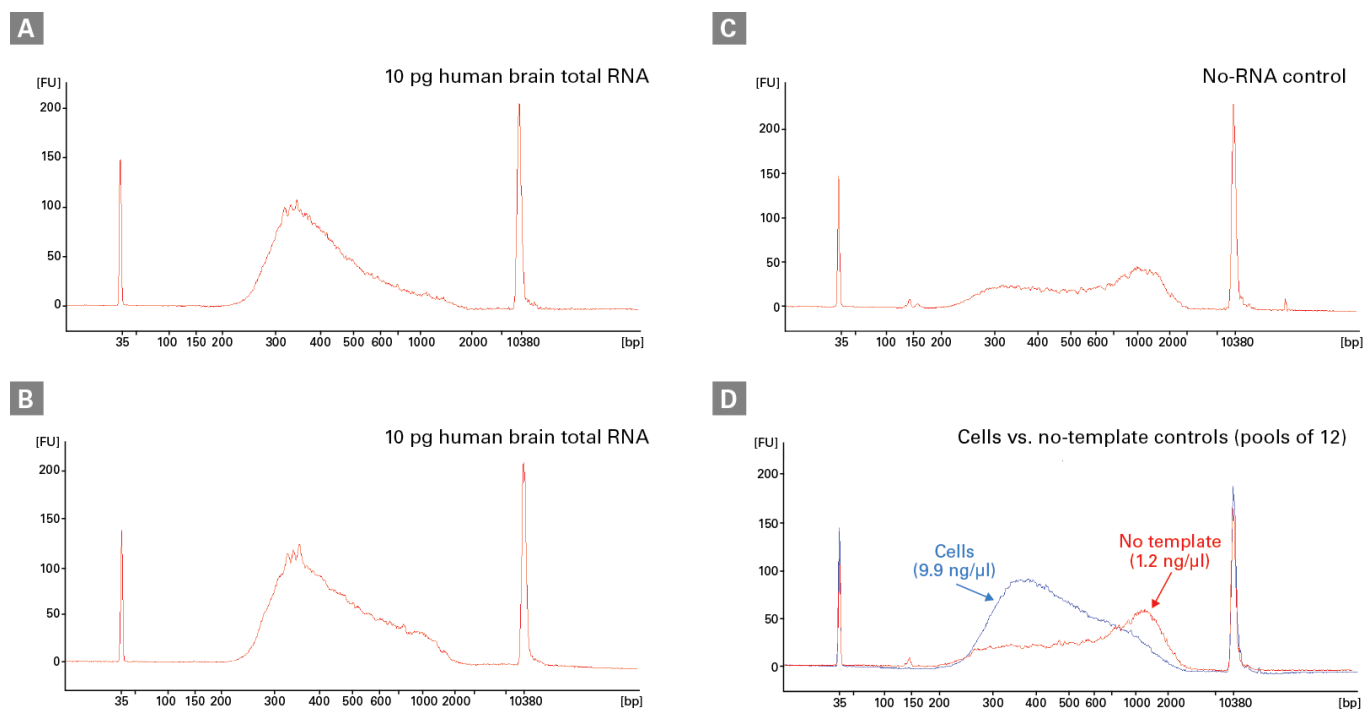 A
10 pg human brain total RNA
[FU]
200
150
100
50
0
35 100 150 200 300 400 500 600 1000 2000 10380 [bp]
B
10 pg human brain total RNA
[FU]
200
150
100
50
0
35 100 150 200 300 400 500 600 1000 2000 10380 [bp]
C
No-RNA control
[FU]
200
150
100
50
0
35 100 150 200 300 400 500 600 1000 2000 10380 [bp]
D
Cells vs. no-template controls (pools of 12)
[FU]
200
150
100
50
0
Cells
(9.9 ng/µl)
No template
(1.2 ng/µl)
35 100 150 200 300 400 500 600 1000 2000 10380 [bp]